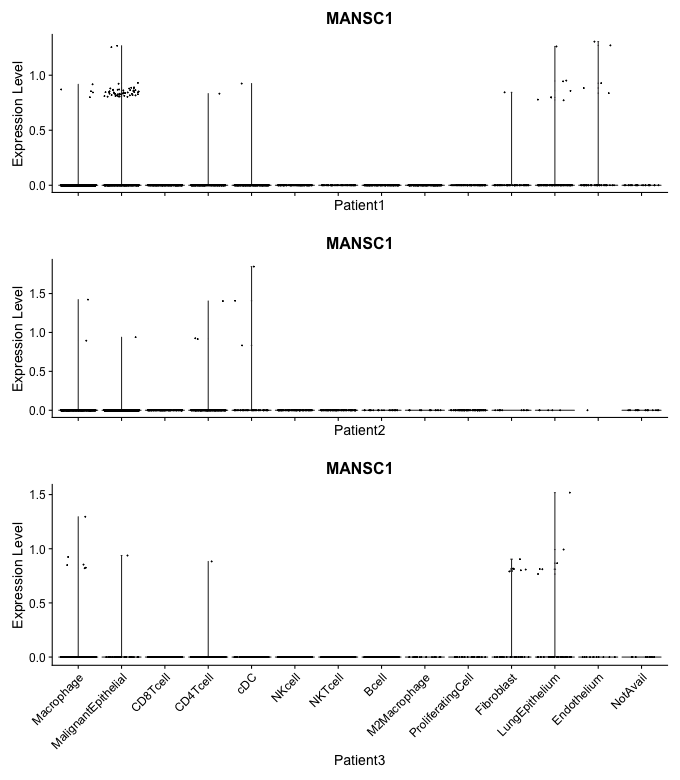 MANSC1
Expression Level
1.0
0.5
0.0
Patient1
MANSC1
Expression Level
1.5
1.0
0.5
0.0
Patient2
MANSC1
Expression Level
1.5
1.0
0.5
0.0
Macrophage
MalignantEpithelial
CD8Tcell
CD4Tcell
cDC
NKcell
NKTcell
Bcell
M2Macrophage
ProliferatingCell
Fibroblast
LungEpithelium
Endothelium
NotAvail
Patient3